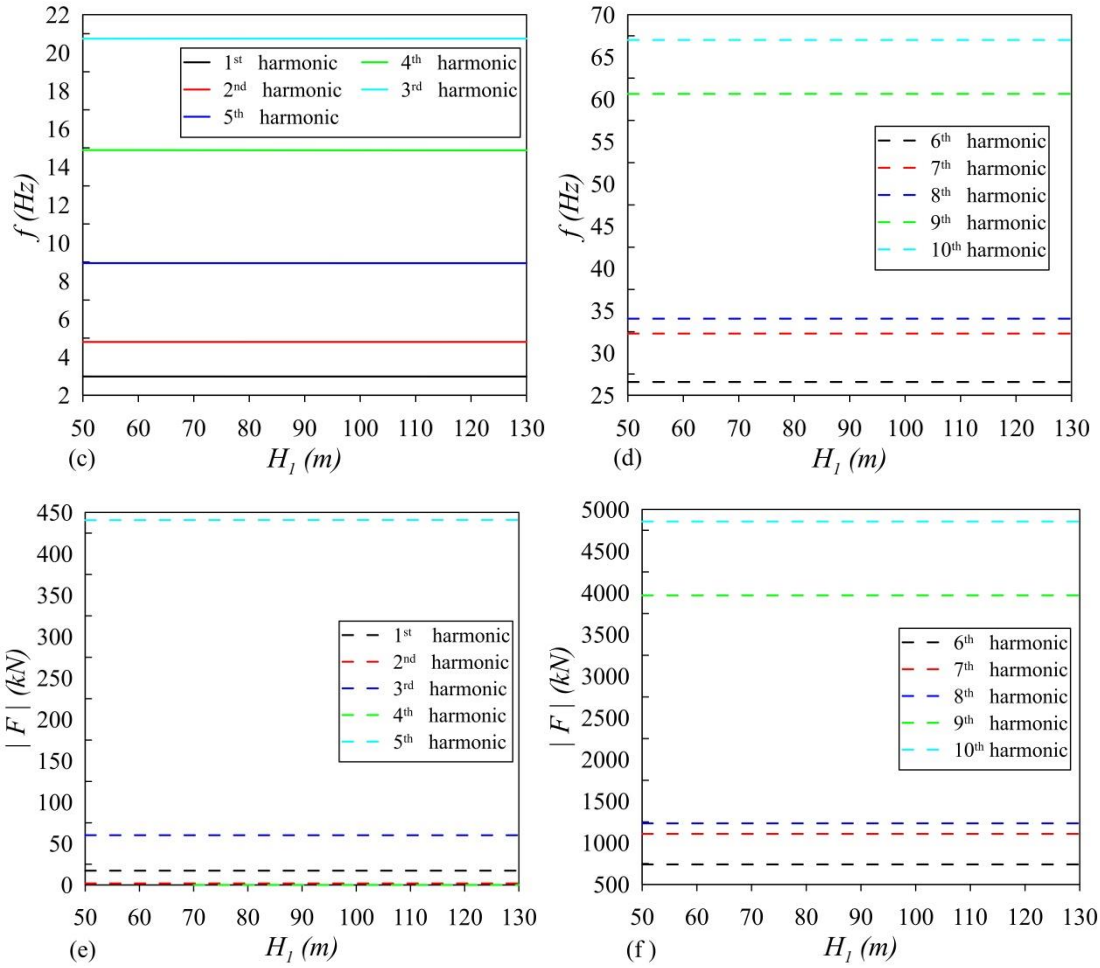 22
20
18
16
14
12
10
8
6
4
2
f (Hz)
1st harmonic 4th harmonic
2nd harmonic 3rd harmonic
5th harmonic
50 60 70 80 90 100 110 120 130
(c) H1 (m)
70
65
60
55
50
45
40
35
30
25
f (Hz)
6th harmonic
7th harmonic
8th harmonic
9th harmonic
10th harmonic
50 60 70 80 90 100 110 120 130
(d) H1 (m)
450
400
350
300
250
200
150
100
50
0
| F | (kN)
1st harmonic
2nd harmonic
3rd harmonic
4th harmonic
5th harmonic
50 60 70 80 90 100 110 120 130
(e) H1 (m)
5000
4500
4000
3500
3000
2500
2000
1500
1000
500
| F | (kN)
6th harmonic
7th harmonic
8th harmonic
9th harmonic
10th harmonic
50 60 70 80 90 100 110 120 130
(f) H1 (m)